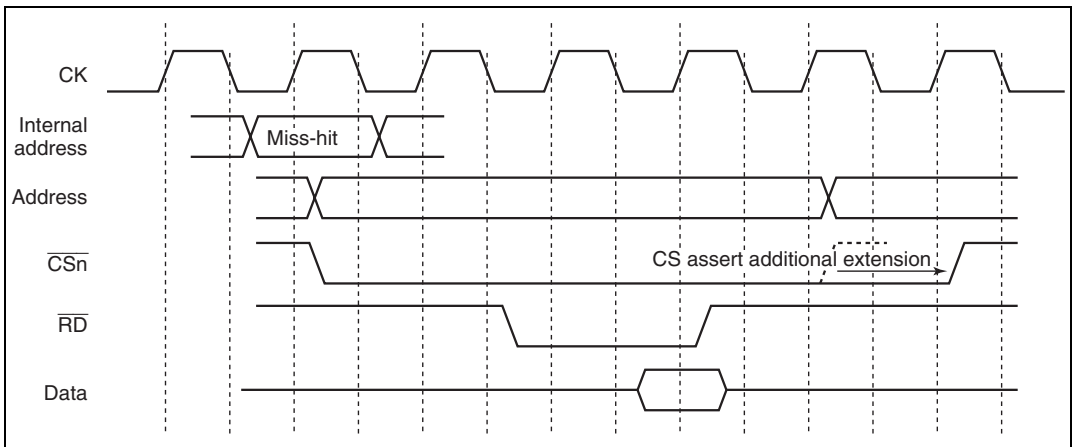 CK
Internal
address
Miss-hit
Address
CSn
CS assert additional extension
RD
Data